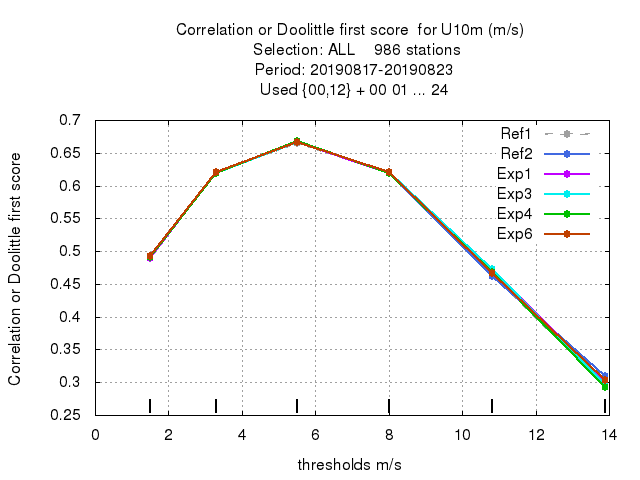 Correlation or Doolittle first score  for U10m (m/s)
Selection: ALL    986 stations
Period: 20190817-20190823
Used {00,12} + 00 01 ... 24
Correlation or Doolittle first score
0.7
0.65
0.6
0.55
0.5
0.45
0.4
0.35
0.3
0.25
Ref1
Ref2
Exp1
Exp3
Exp4
Exp6
0 2 4 6 8 10 12 14
thresholds m/s